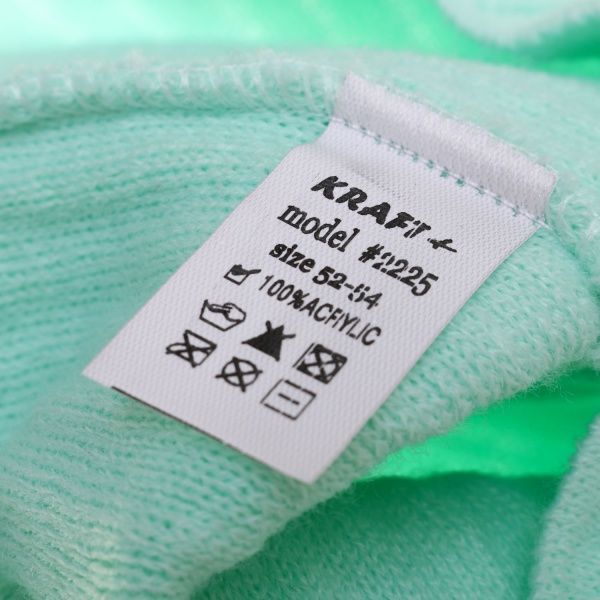 KRAFT+
model #2225
size 52-54
100%ACRYLIC